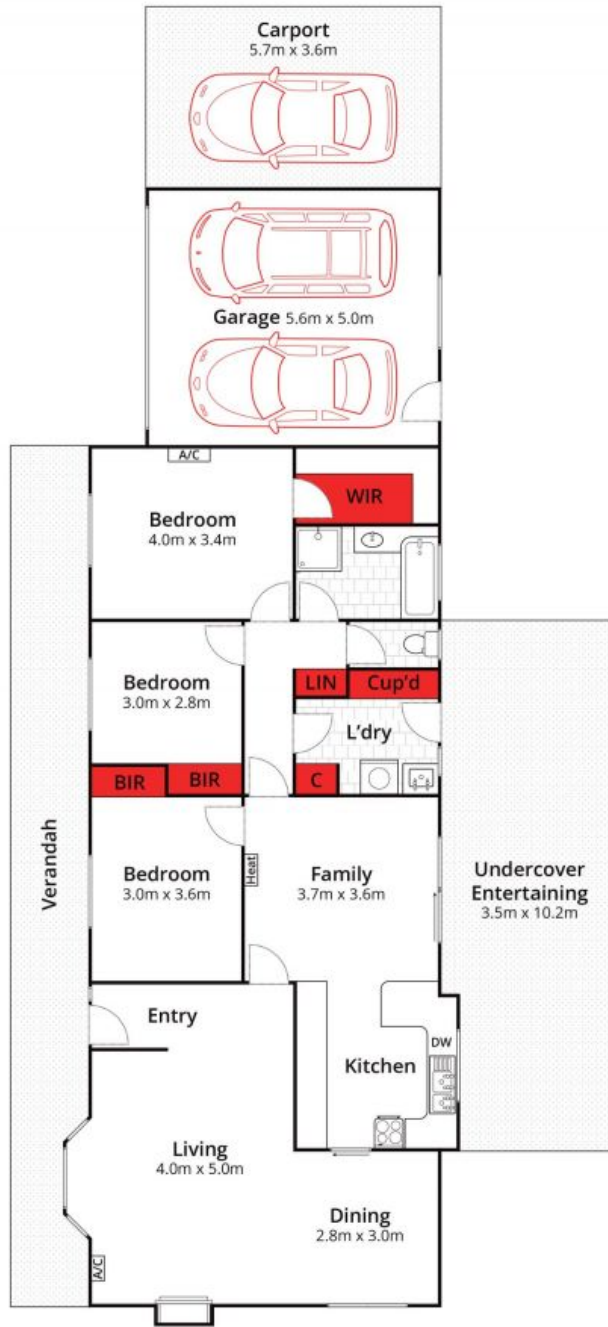 Carport
5.7m x 3.6m
Garage 5.6m x 5.0m
A/C
WIR
Bedroom
4.0m x 3.4m
Bedroom
3.0m x 2.8m
LIN
Cup'd
L'dry
BIR
BIR
C
Verandah
Bedroom
3.0m x 3.6m
Heat
Family
3.7m x 3.6m
Undercover
Entertaining
3.5m x 10.2m
Entry
DW
Kitchen
Living
4.0m x 5.0m
Dining
2.8m x 3.0m
A/C